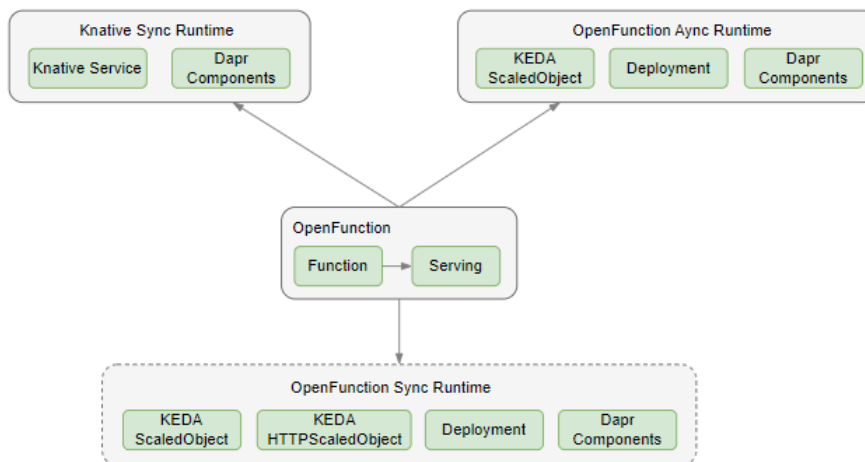 Knative Sync Runtime
Knative Service
Dapr
Components
OpenFunction Aync Runtime
KEDA
ScaledObject
Deployment
Dapr
Components
OpenFunction
Function
Serving
OpenFunction Sync Runtime
KEDA
ScaledObject
KEDA
HTTPScaledObject
Deployment
Dapr
Components